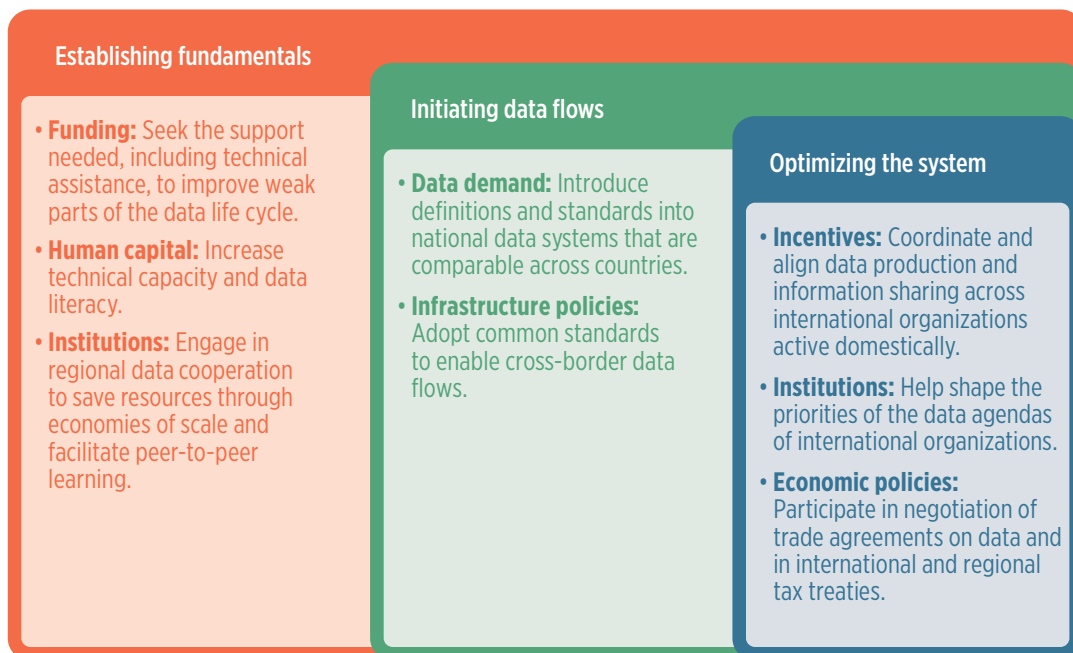 Establishing fundamentals
• Funding: Seek the support
needed, including technical
assistance, to improve weak
parts of the data life cycle.
• Human capital: Increase
technical capacity and data
literacy.
• Institutions: Engage in
regional data cooperation
to save resources through
economies of scale and
facilitate peer-to-peer
learning.
Initiating data flows
• Data demand: Introduce
definitions and standards into
national data systems that are
comparable across countries.
• Infrastructure policies:
Adopt common standards
to enable cross-border data
flows.
Optimizing the system
• Incentives: Coordinate and
align data production and
information sharing across
international organizations
active domestically.
• Institutions: Help shape the
priorities of the data agendas
of international organizations.
• Economic policies:
Participate in negotiation of
trade agreements on data and
in international and regional
tax treaties.